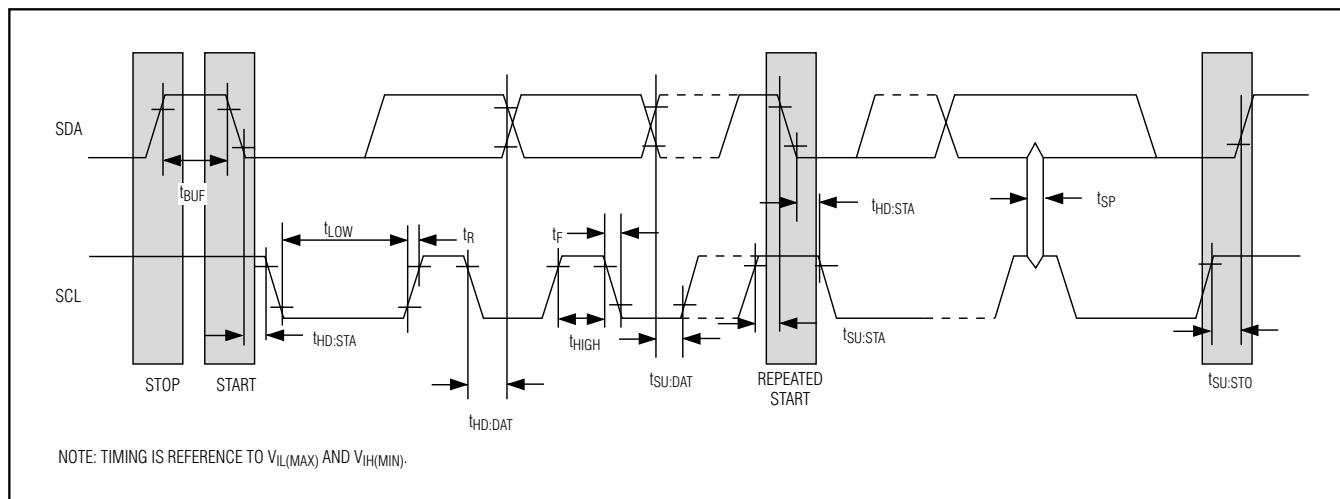 SDA
tBUF
tLOW
tR
tF
tHD:STA
tSP
SCL
tHD:STA
tHIGH
tSU:DAT
tSU:STA
tSU:STO
STOP
START
REPEATED
START
tHD:DAT
NOTE: TIMING IS REFERENCE TO VIL(MAX) AND VIH(MIN).